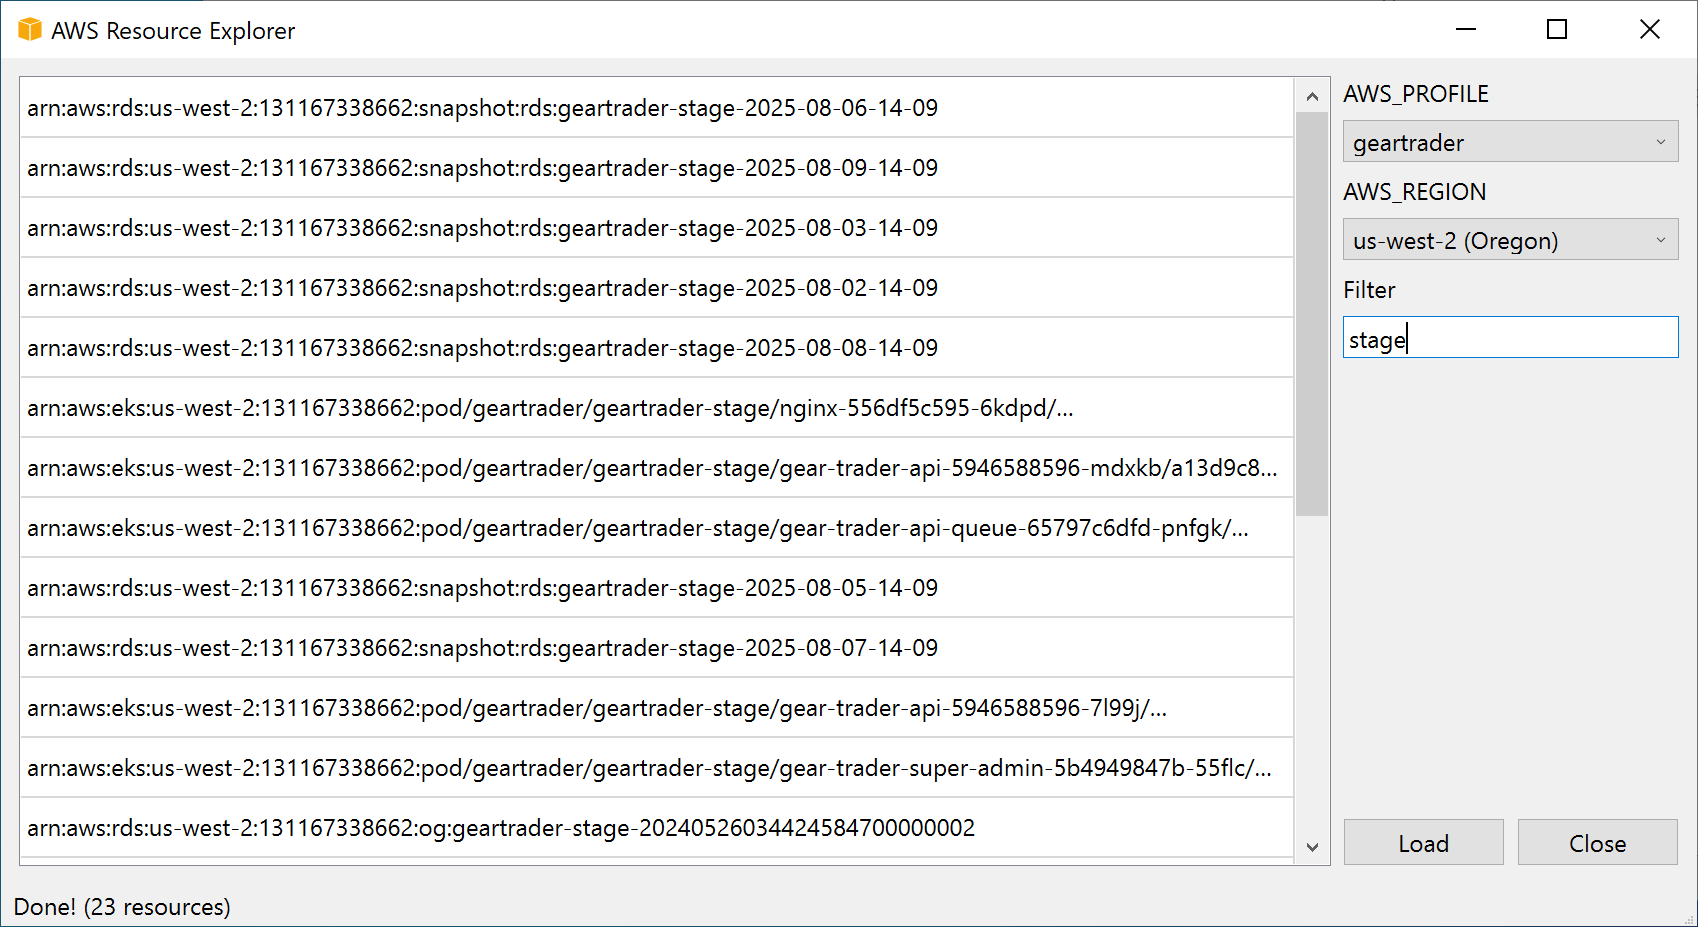 AWS Resource Explorer
arn:aws:rds:us-west-2:131167338662:snapshot:rds:geartrader-stage-2025-08-06-14-09
arn:aws:rds:us-west-2:131167338662:snapshot:rds:geartrader-stage-2025-08-09-14-09
arn:aws:rds:us-west-2:131167338662:snapshot:rds:geartrader-stage-2025-08-03-14-09
arn:aws:rds:us-west-2:131167338662:snapshot:rds:geartrader-stage-2025-08-02-14-09
arn:aws:rds:us-west-2:131167338662:snapshot:rds:geartrader-stage-2025-08-08-14-09
arn:aws:eks:us-west-2:131167338662:pod/geartrader/geartrader-stage/nginx-556df5c595-6kdpd/...
arn:aws:eks:us-west-2:131167338662:pod/geartrader/geartrader-stage/gear-trader-api-5946588596-mdxkb/a13d9c8...
arn:aws:eks:us-west-2:131167338662:pod/geartrader/geartrader-stage/gear-trader-api-queue-65797c6dfd-pnfgk/...
arn:aws:rds:us-west-2:131167338662:snapshot:rds:geartrader-stage-2025-08-05-14-09
arn:aws:rds:us-west-2:131167338662:snapshot:rds:geartrader-stage-2025-08-07-14-09
arn:aws:eks:us-west-2:131167338662:pod/geartrader/geartrader-stage/gear-trader-api-5946588596-7l99j/...
arn:aws:eks:us-west-2:131167338662:pod/geartrader/geartrader-stage/gear-trader-super-admin-5b4949847b-55flc/...
arn:aws:rds:us-west-2:131167338662:og:geartrader-stage-20240526034424584700000002
AWS_PROFILE
geartrader
AWS_REGION
us-west-2 (Oregon)
Filter
stage
Load
Close
Done! (23 resources)